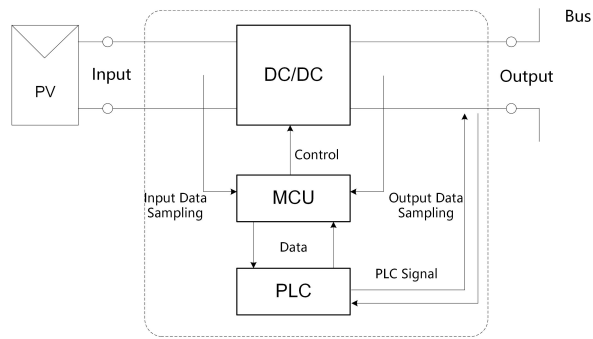 Bus
DC/DC
Input
Output
PV
Control
Input Data
Sampling
MCU
Output Data
Sampling
Data
PLC Signal
PLC